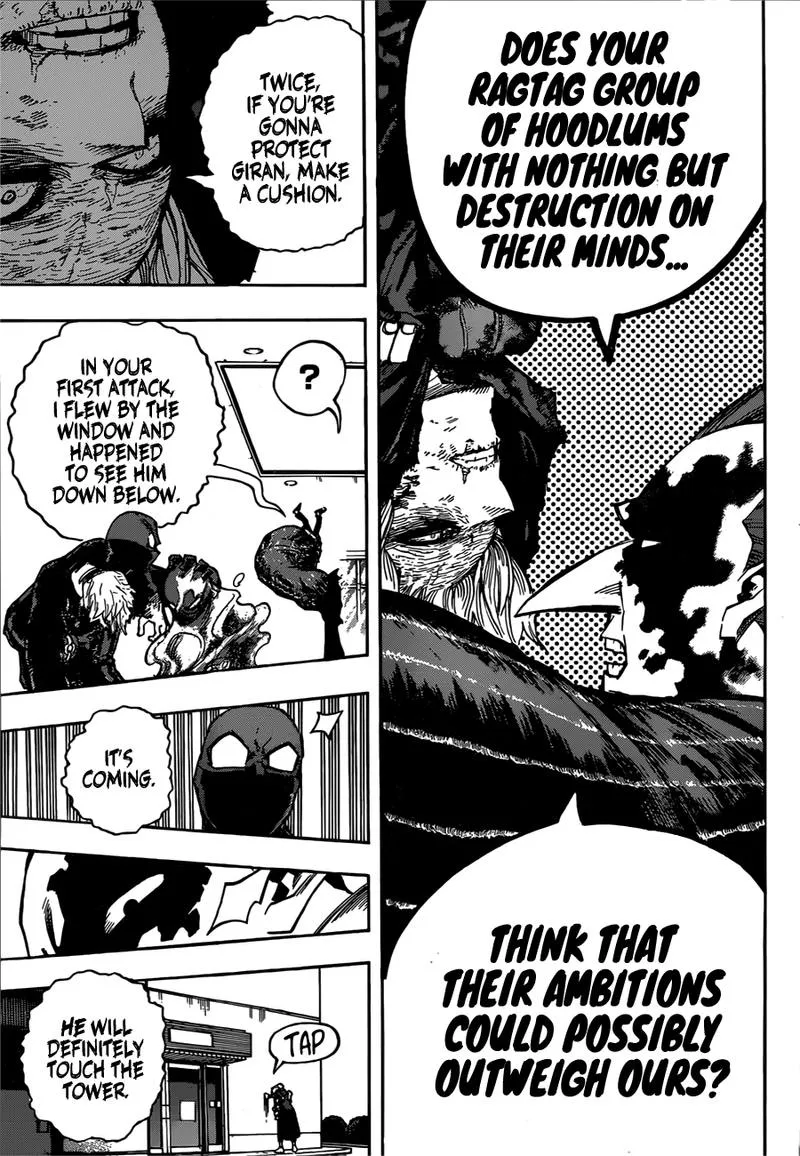 DOES YOUR
RAGTAG GROUP
OF HOODLUMS
WITH NOTHING BUT
DESTRUCTION ON
THEIR MINDS...
THINK THAT
THEIR AMBITIONS
COULD POSSIBLY
OUTWEIGH OURS?
TWICE,
IF YOU'RE
GONNA
PROTECT
GIRAN, MAKE
A CUSHION.
?
IN YOUR
FIRST ATTACK,
I FLEW BY THE
WINDOW AND
HAPPENED
TO SEE HIM
DOWN BELOW.
IT'S
COMING.
HE WILL
DEFINITELY
TOUCH THE
TOWER.
TAP